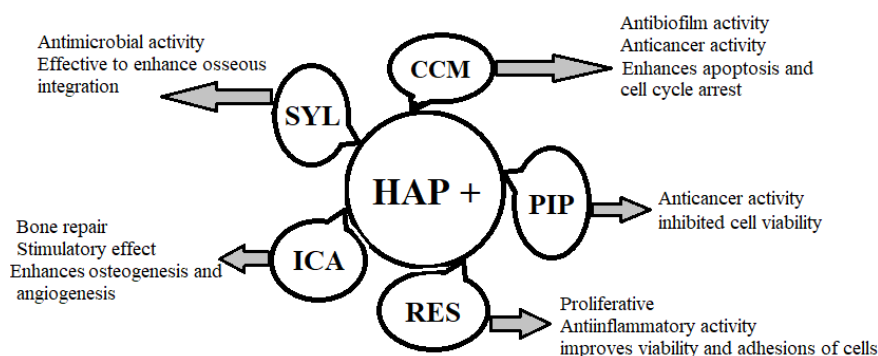 Antimicrobial activity
Effective to enhance osseous
integration
SYL
CCM
Antibiofilm activity
Anticancer activity
Enhances apoptosis and
cell cycle arrest
HAP +
PIP
Anticancer activity
inhibited cell viability
Bone repair
Stimulatory effect
Enhances osteogenesis and
angiogenesis
ICA
RES
Proliferative
Antiinflammatory activity
improves viability and adhesions of cells